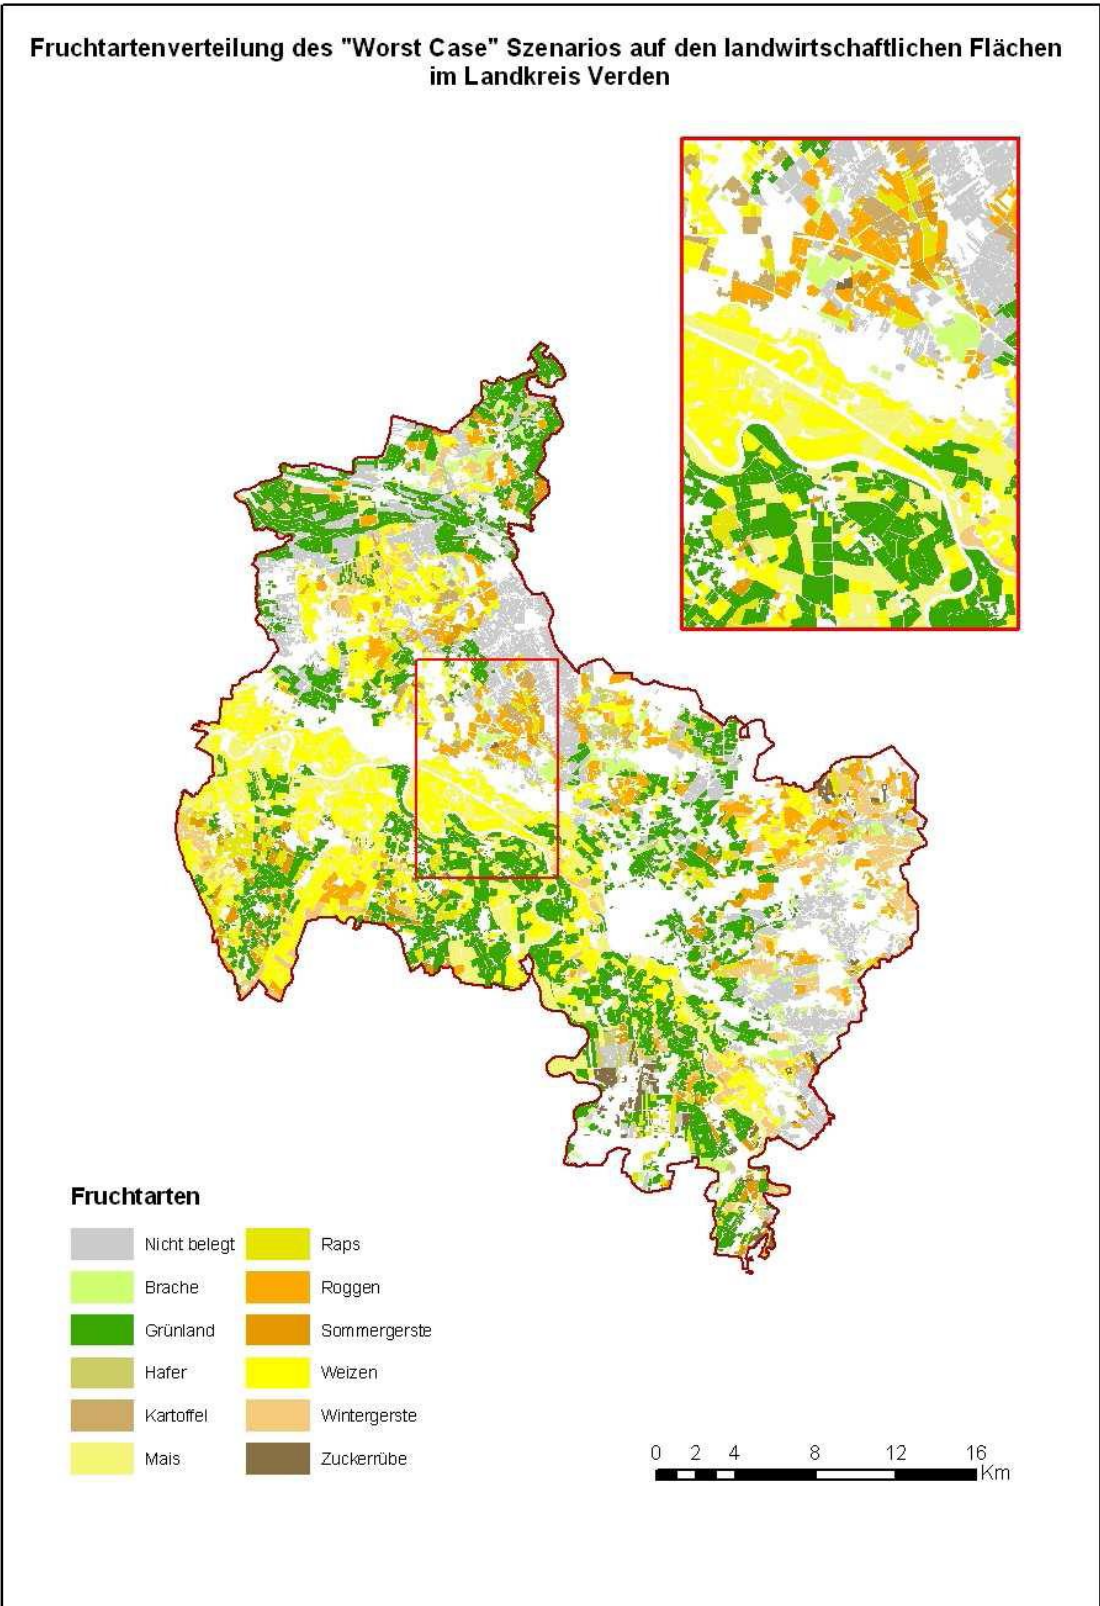 Fruchtartenverteilung des "Worst Case" Szenarios auf den landwirtschaftlichen Flächen
im Landkreis Verden
Fruchtarten
Nicht belegt
Brache
Grünland
Hafer
Kartoffel
Mais
Raps
Roggen
Sommergerste
Weizen
Wintergerste
Zuckerrübe
0 2 4 8 12 16
Km